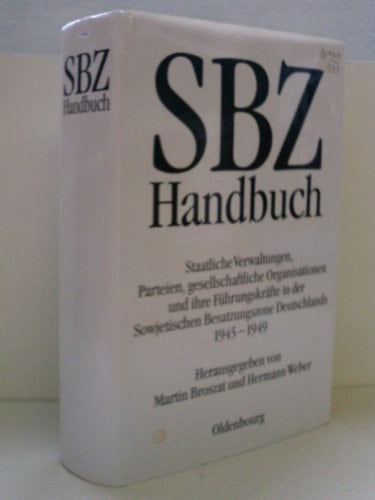 SBZ
Handbuch
SBZ
Handbuch
Staatliche Verwaltungen,
Parteien, gesellschaftliche Organisationen
und ihre Führungskräfte in der
Sowjetischen Besatzungszone Deutschlands
1945–1949
Herausgegeben von
Martin Broszat und Hermann Weber
Oldenbourg